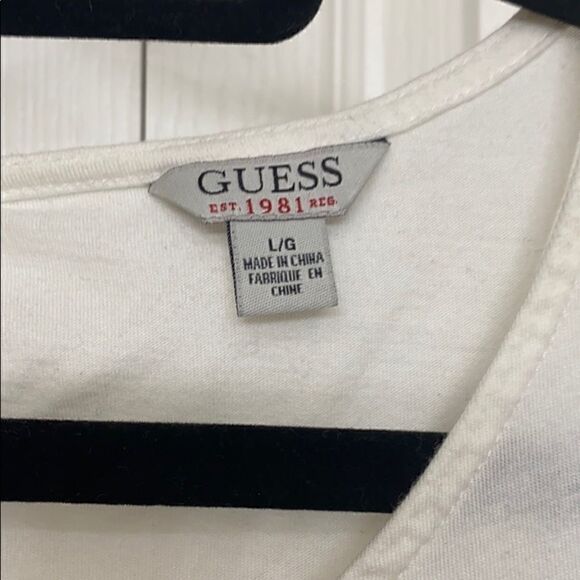 GUESS
EST. 1981 REG.
L/G
MADE IN CHINA
FABRIQUE EN
CHINE